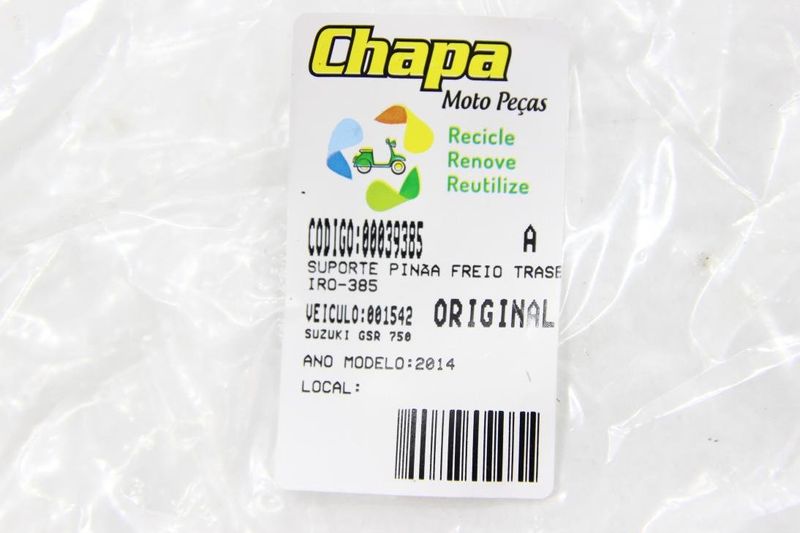 Chapa
Moto Peças
Recicle
Renove
Reutilize
CODIGO:00039385 A
SUPORTE PINãA FREIO TRASE
IRO-385
VEICULO:001542 ORIGINAL
SUZUKI GSR 750
ANO MODELO:2014
LOCAL: